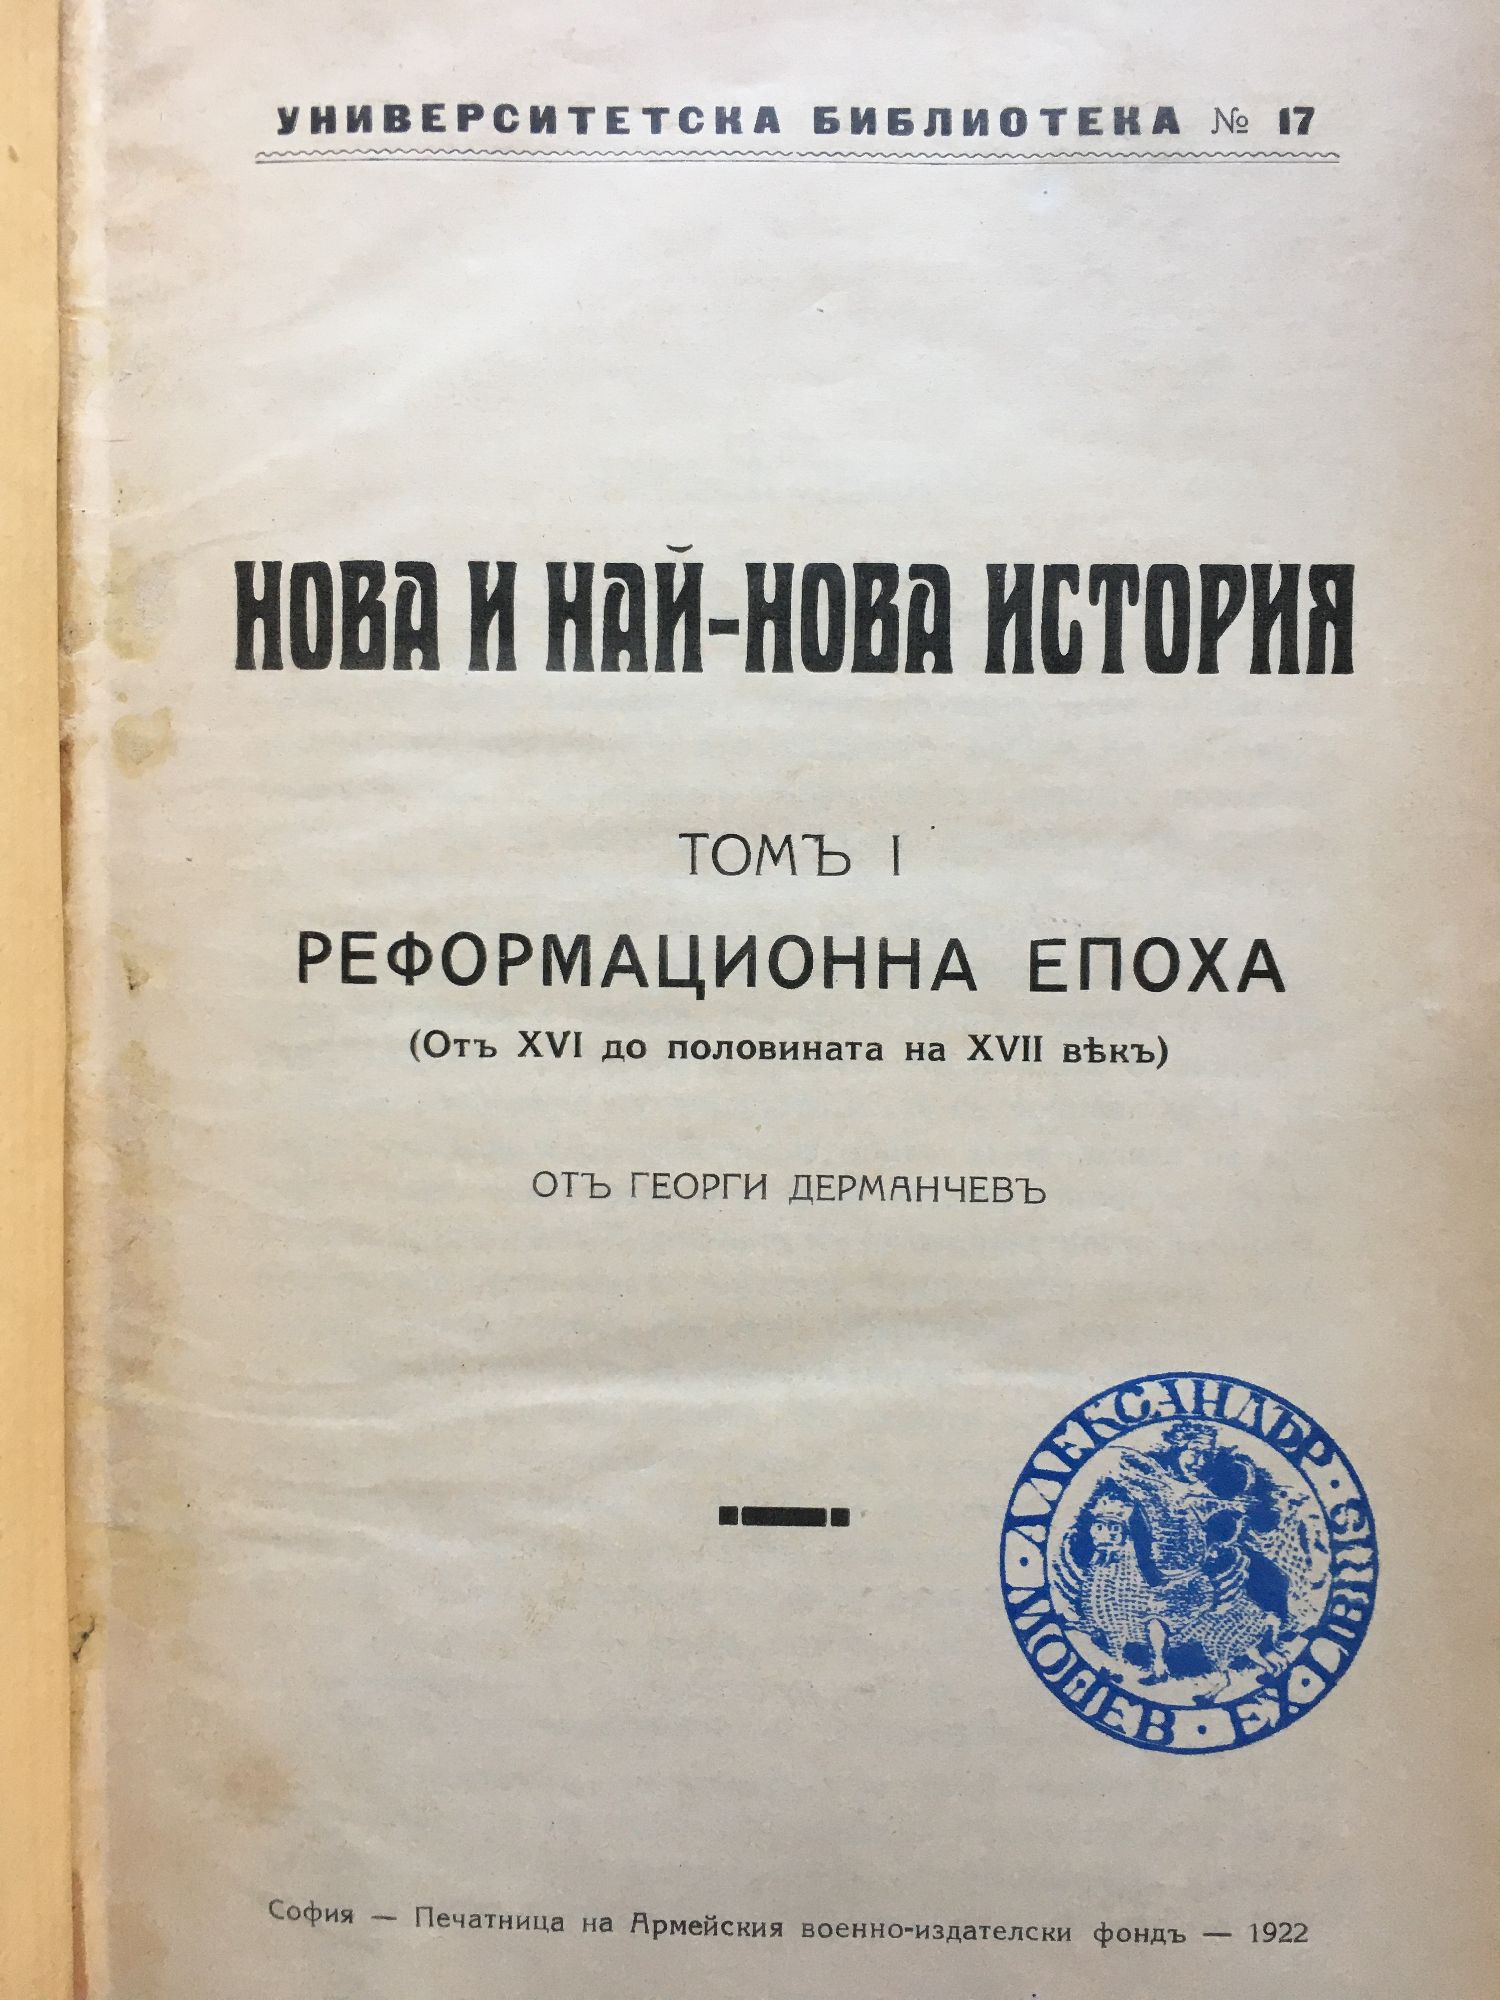 УНИВЕРСИТЕТСКА БИБЛИОТЕКА № 17
НОВА И НАЙ-НОВА ИСТОРИЯ
ТОМЪ I
РЕФОРМАЦИОННА ЕПОХА
(Отъ XVI до половината на XVII вѣкъ)
ОТЪ ГЕОРГИ ДЕРМАНЧЕВЪ
АЛЕКСАНДЪР · EX · LIBRIS ·
София — Печатница на Армейския военно-издателски фондъ — 1922